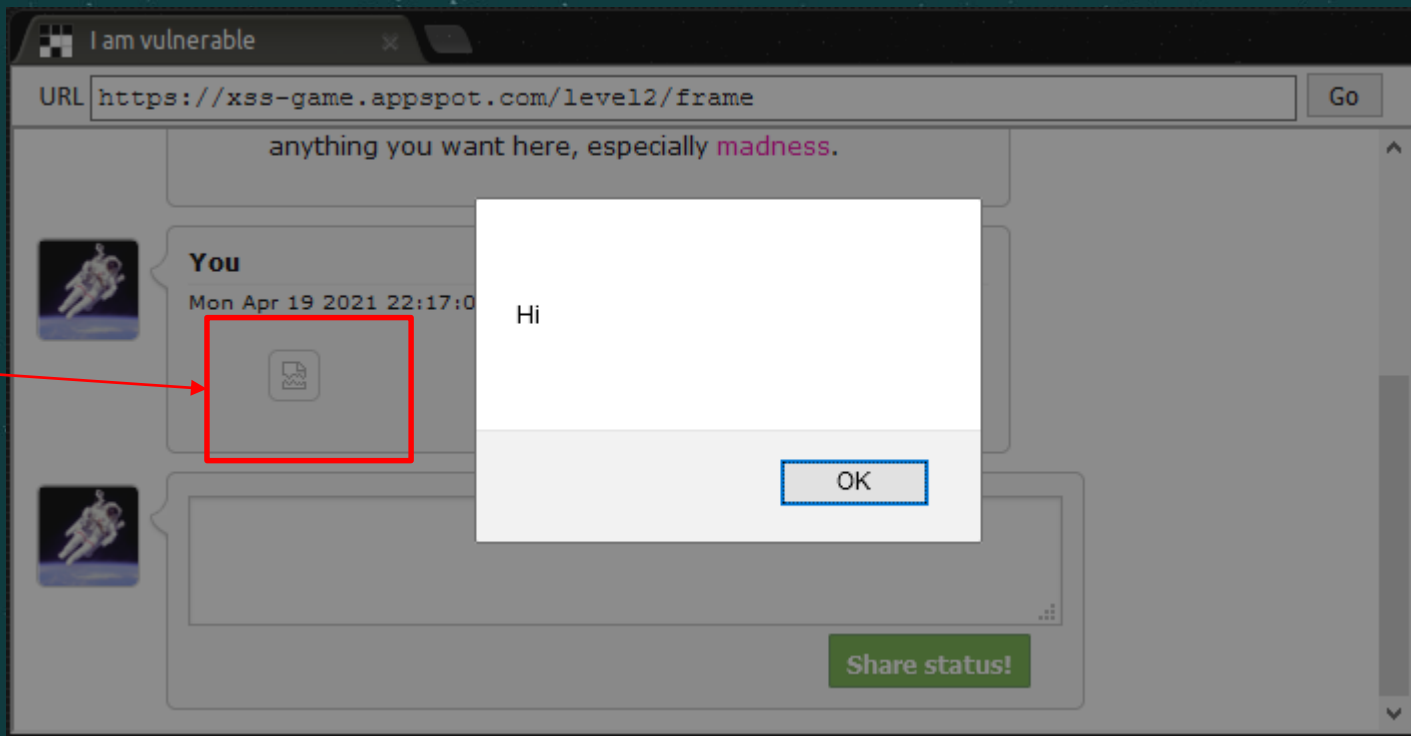 I am vulnerable
URL https://xss-game.appspot.com/level2/frame Go
anything you want here, especially madness.
You
Mon Apr 19 2021 22:17:0
Hi
OK
Share status!